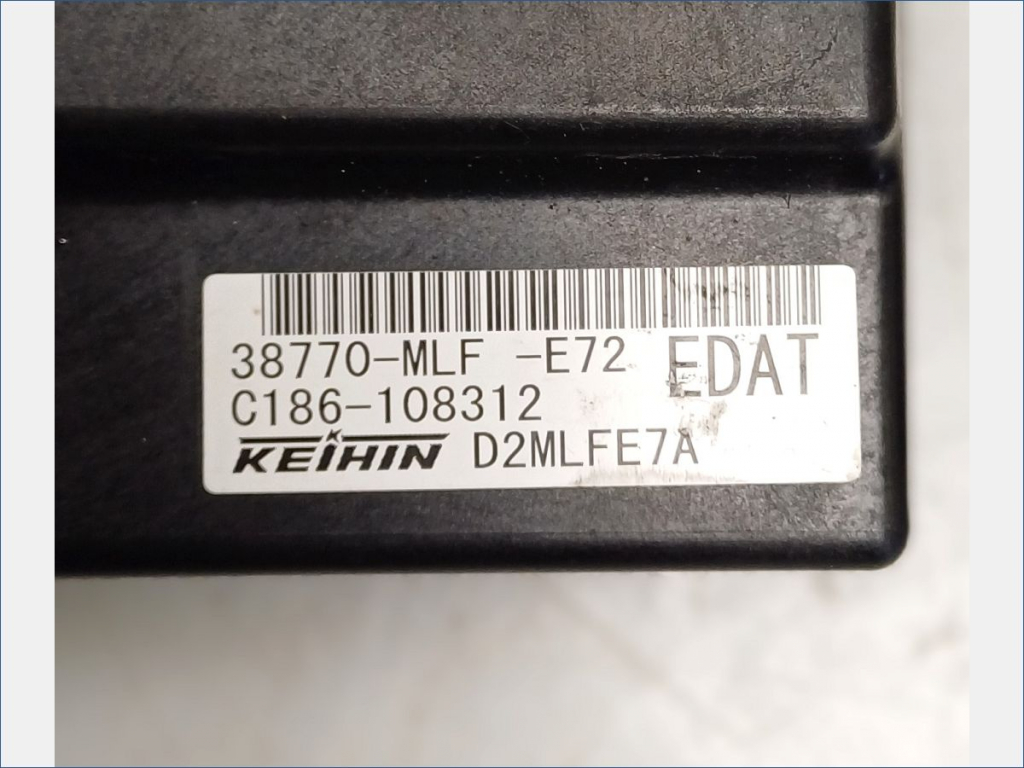 38770-MLF -E72 EDAT
C186-108312
KEIHIN D2MLFE7A